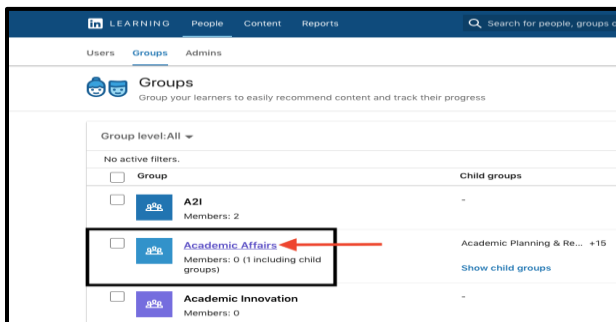 in LEARNING People Content Reports Search for people, groups o
Users Groups Admins
Groups
Group your learners to easily recommend content and track their progress
Group level:All
No active filters.
Group Child groups
A2I -
Members: 2
Academic Affairs Academic Planning & Re... +15
Members: 0 (1 including child
groups) Show child groups
Academic Innovation -
Members: 0